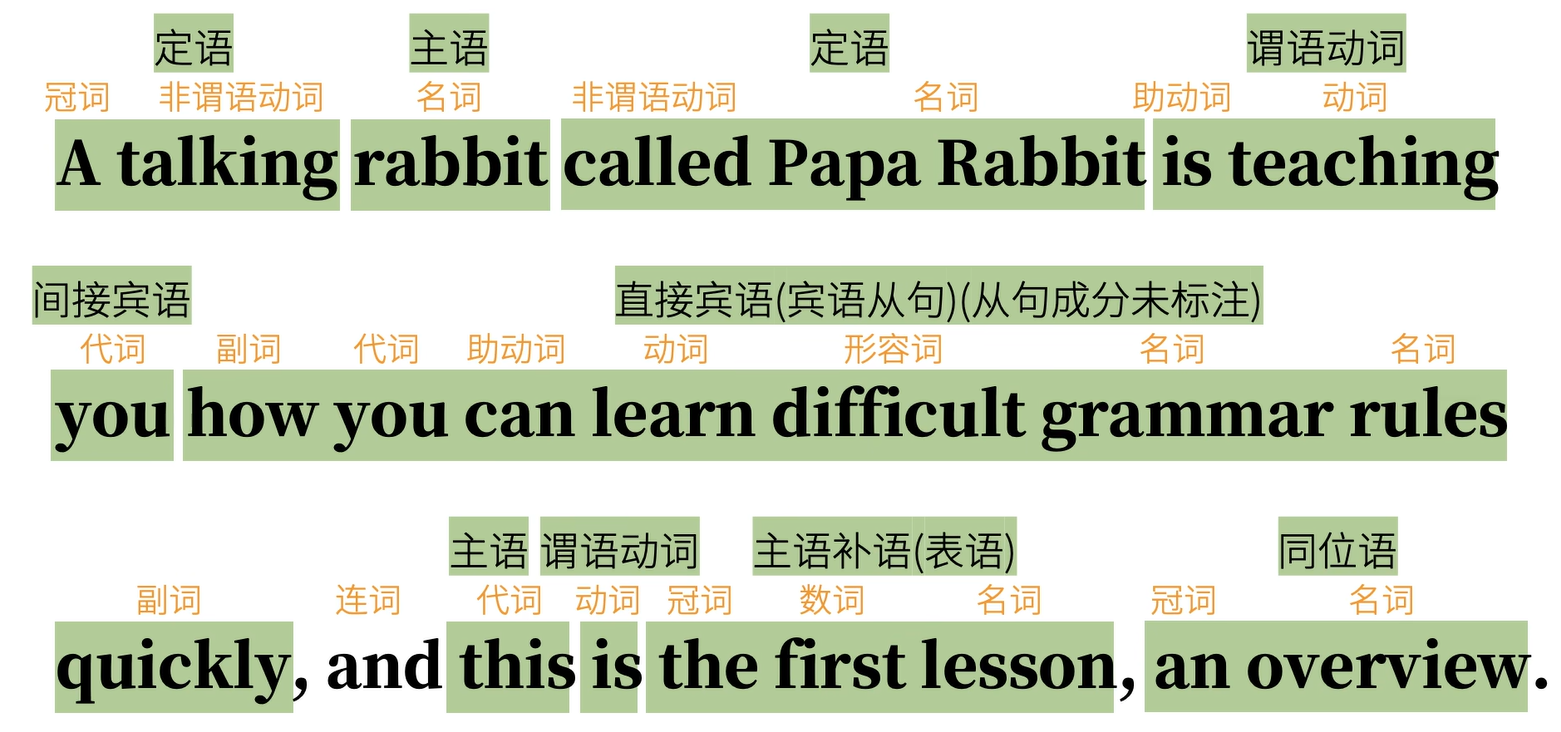 定语 主语 定语 谓语动词
冠词 非谓语动词 名词 非谓语动词 名词 助动词 动词
A talking rabbit called Papa Rabbit is teaching
间接宾语 直接宾语(宾语从句)(从句成分未标注)
代词 副词 代词 助动词 动词 形容词 名词 名词
you how you can learn difficult grammar rules
主语 谓语动词 主语补语(表语) 同位语
副词 连词 代词 动词 冠词 数词 名词 冠词 名词
quickly, and this is the first lesson, an overview.